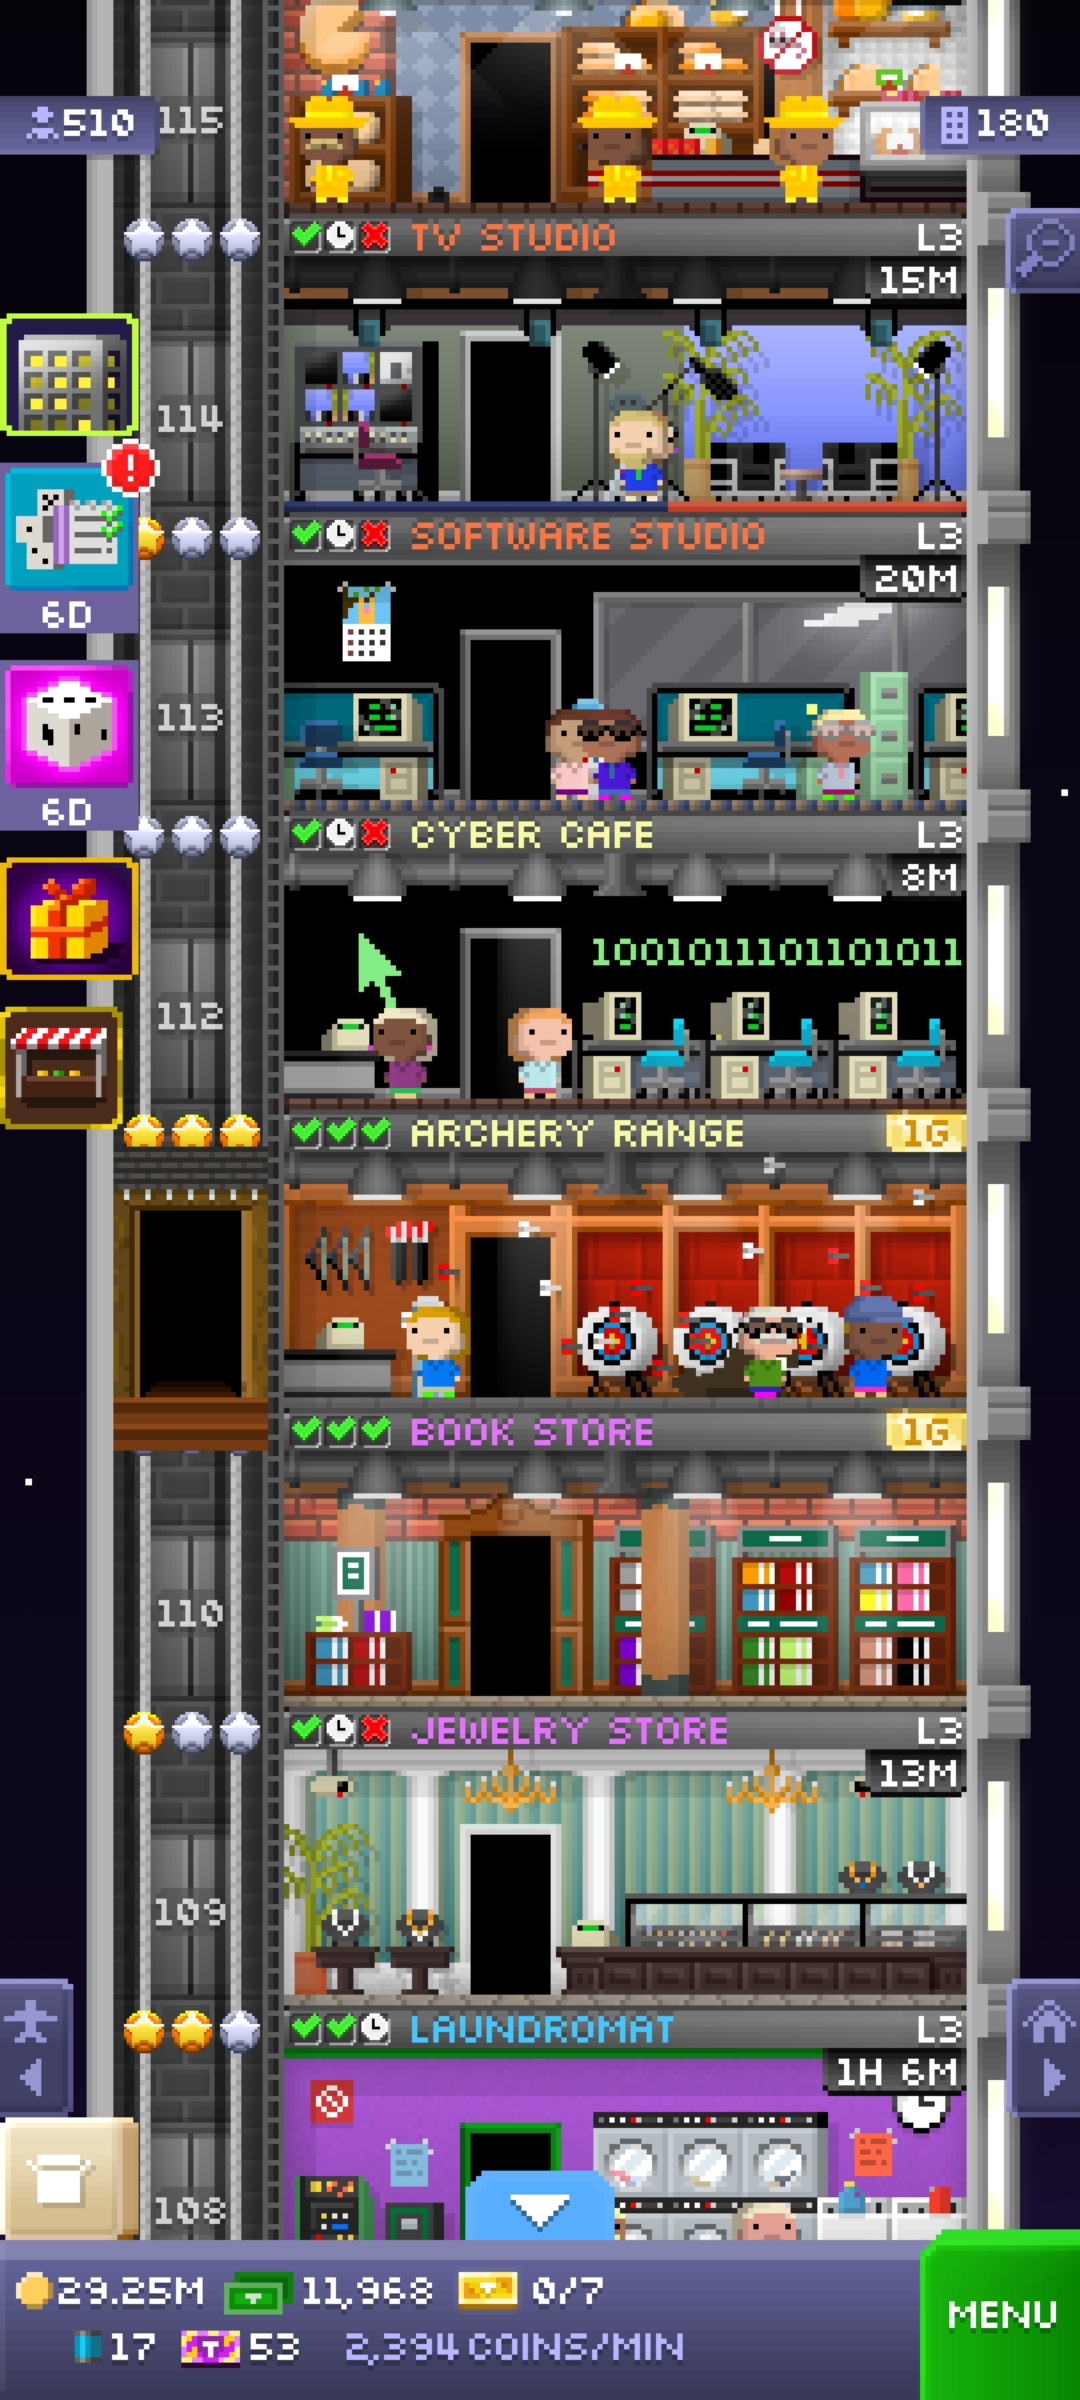 510
115
180
TV STUDIO
L3
15M
114
SOFTWARE STUDIO
L3
20M
6D
113
6D
CYBER CAFE
L3
8M
1001011101101011
112
ARCHERY RANGE
1G
BOOK STORE
1G
110
JEWELRY STORE
L3
13M
109
LAUNDROMAT
L3
1H 6M
108
29.25M
11,968
0/7
MENU
17
53
2,394 COINS/MIN